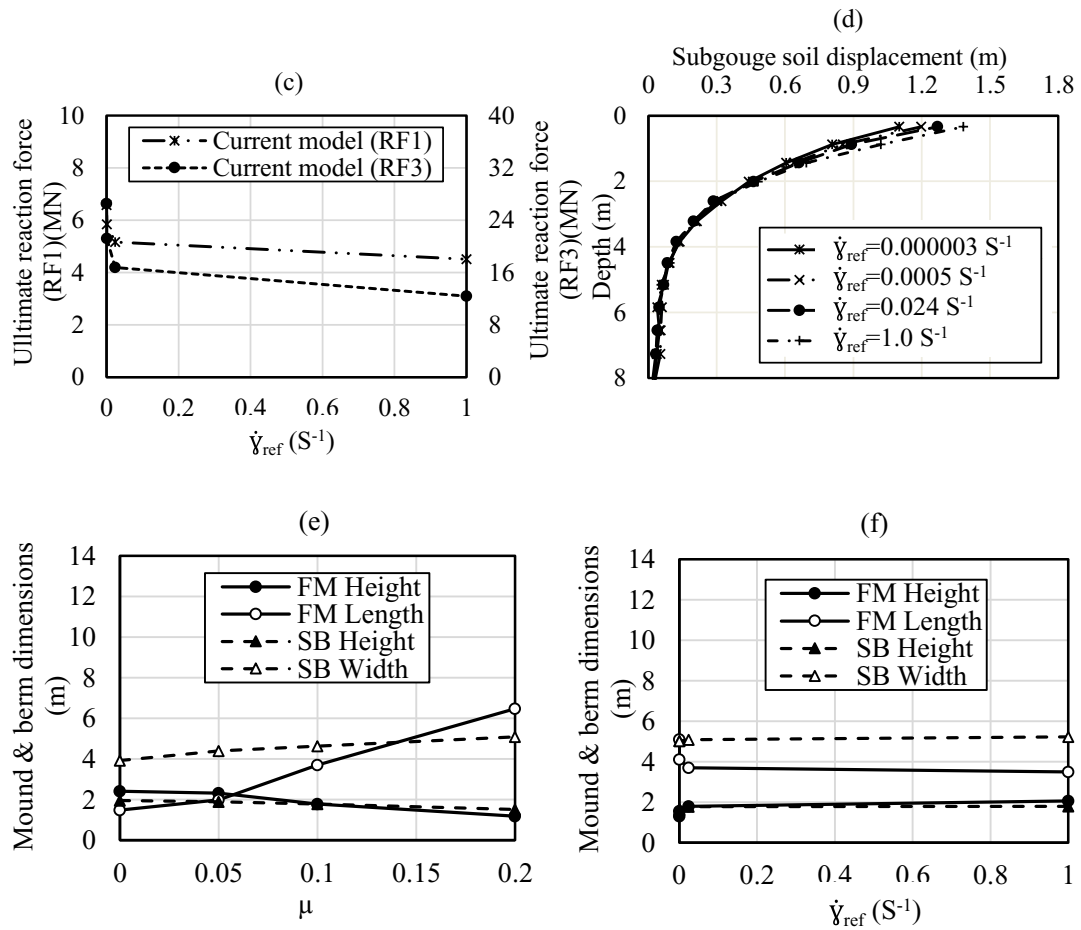 (c)
Ulltimate reaction force
(RF1)(MN)
10
8
6
4
2
0
Current model (RF1)
Current model (RF3)
40
32
24
16
8
0
Ultimate reaction force
(RF3)(MN)
0 0.2 0.4 0.6 0.8 1
γ̇ref (S⁻¹)
(d)
Subgouge soil displacement (m)
0 0.3 0.6 0.9 1.2 1.5 1.8
Depth (m)
0
2
4
6
8
γ̇ref=0.000003 S⁻¹
γ̇ref=0.0005 S⁻¹
γ̇ref=0.024 S⁻¹
γ̇ref=1.0 S⁻¹
(e)
Mound & berm dimensions
(m)
14
12
10
8
6
4
2
0
FM Height
FM Length
SB Height
SB Width
0 0.05 0.1 0.15 0.2
μ
(f)
Mound & berm dimensions
(m)
14
12
10
8
6
4
2
0
FM Height
FM Length
SB Height
SB Width
0 0.2 0.4 0.6 0.8 1
γ̇ref (S⁻¹)